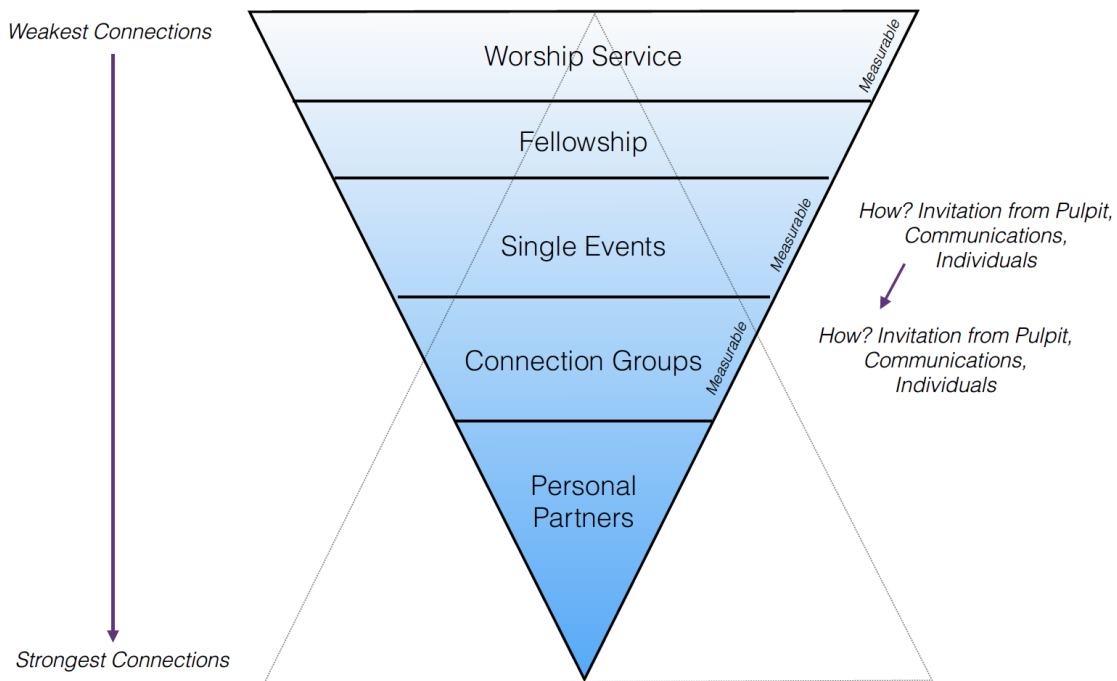 Weakest Connections
Worship Service
Measurable
Fellowship
Single Events
Measurable
How? Invitation from Pulpit,
Communications,
Individuals
Connection Groups
Measurable
How? Invitation from Pulpit,
Communications,
Individuals
Personal
Partners
Strongest Connections